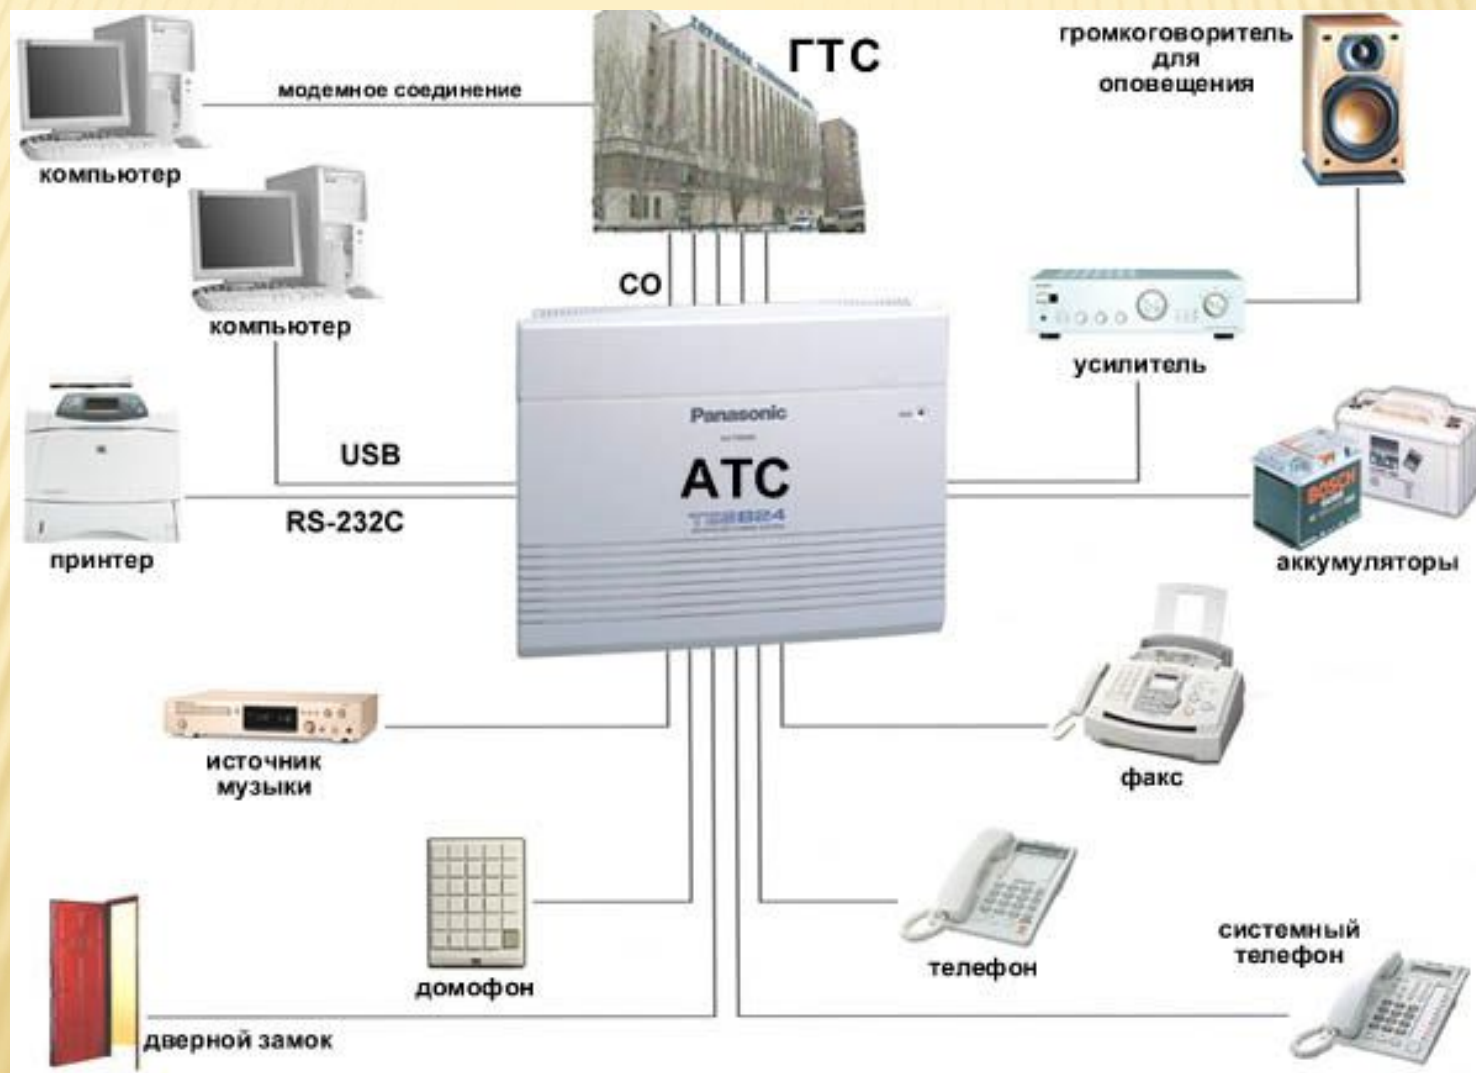 ГТС
громкоговоритель
для
оповещения
модемное соединение
компьютер
компьютер
СО
усилитель
Panasonic
АТС
USB
RS-232C
принтер
BOSCH
аккумуляторы
источник
музыки
факс
домофон
телефон
системный
телефон
дверной замок